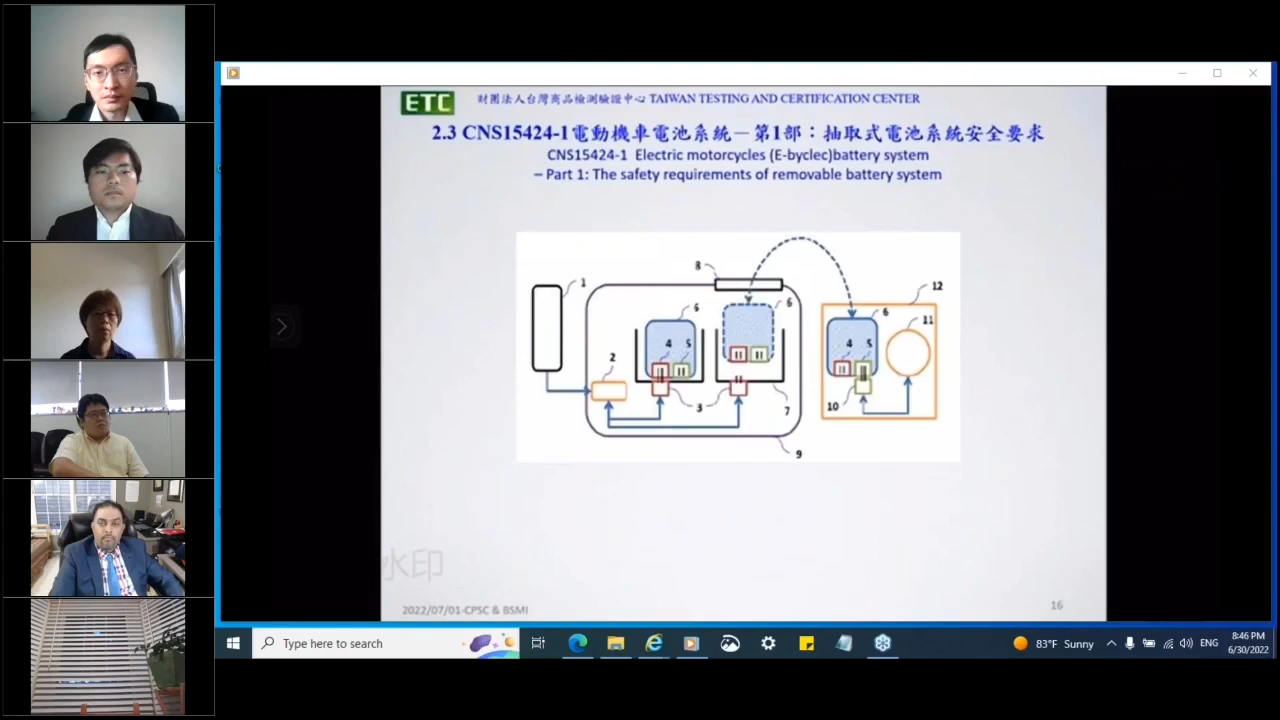 ETC 財團法人台灣商品檢測驗證中心 TAIWAN TESTING AND CERTIFICATION CENTER
2.3 CNS15424-1電動機車電池系統－第1部：抽取式電池系統安全要求
CNS15424-1 Electric motorcycles (E-byclec)battery system
– Part 1: The safety requirements of removable battery system
8
1
6
6
12
6
11
4
5
4
5
2
3
7
10
9
水印
2022/07/01-CPSC & BSMI
16
Type here to search
83°F Sunny
ENG
8:46 PM
6/30/2022